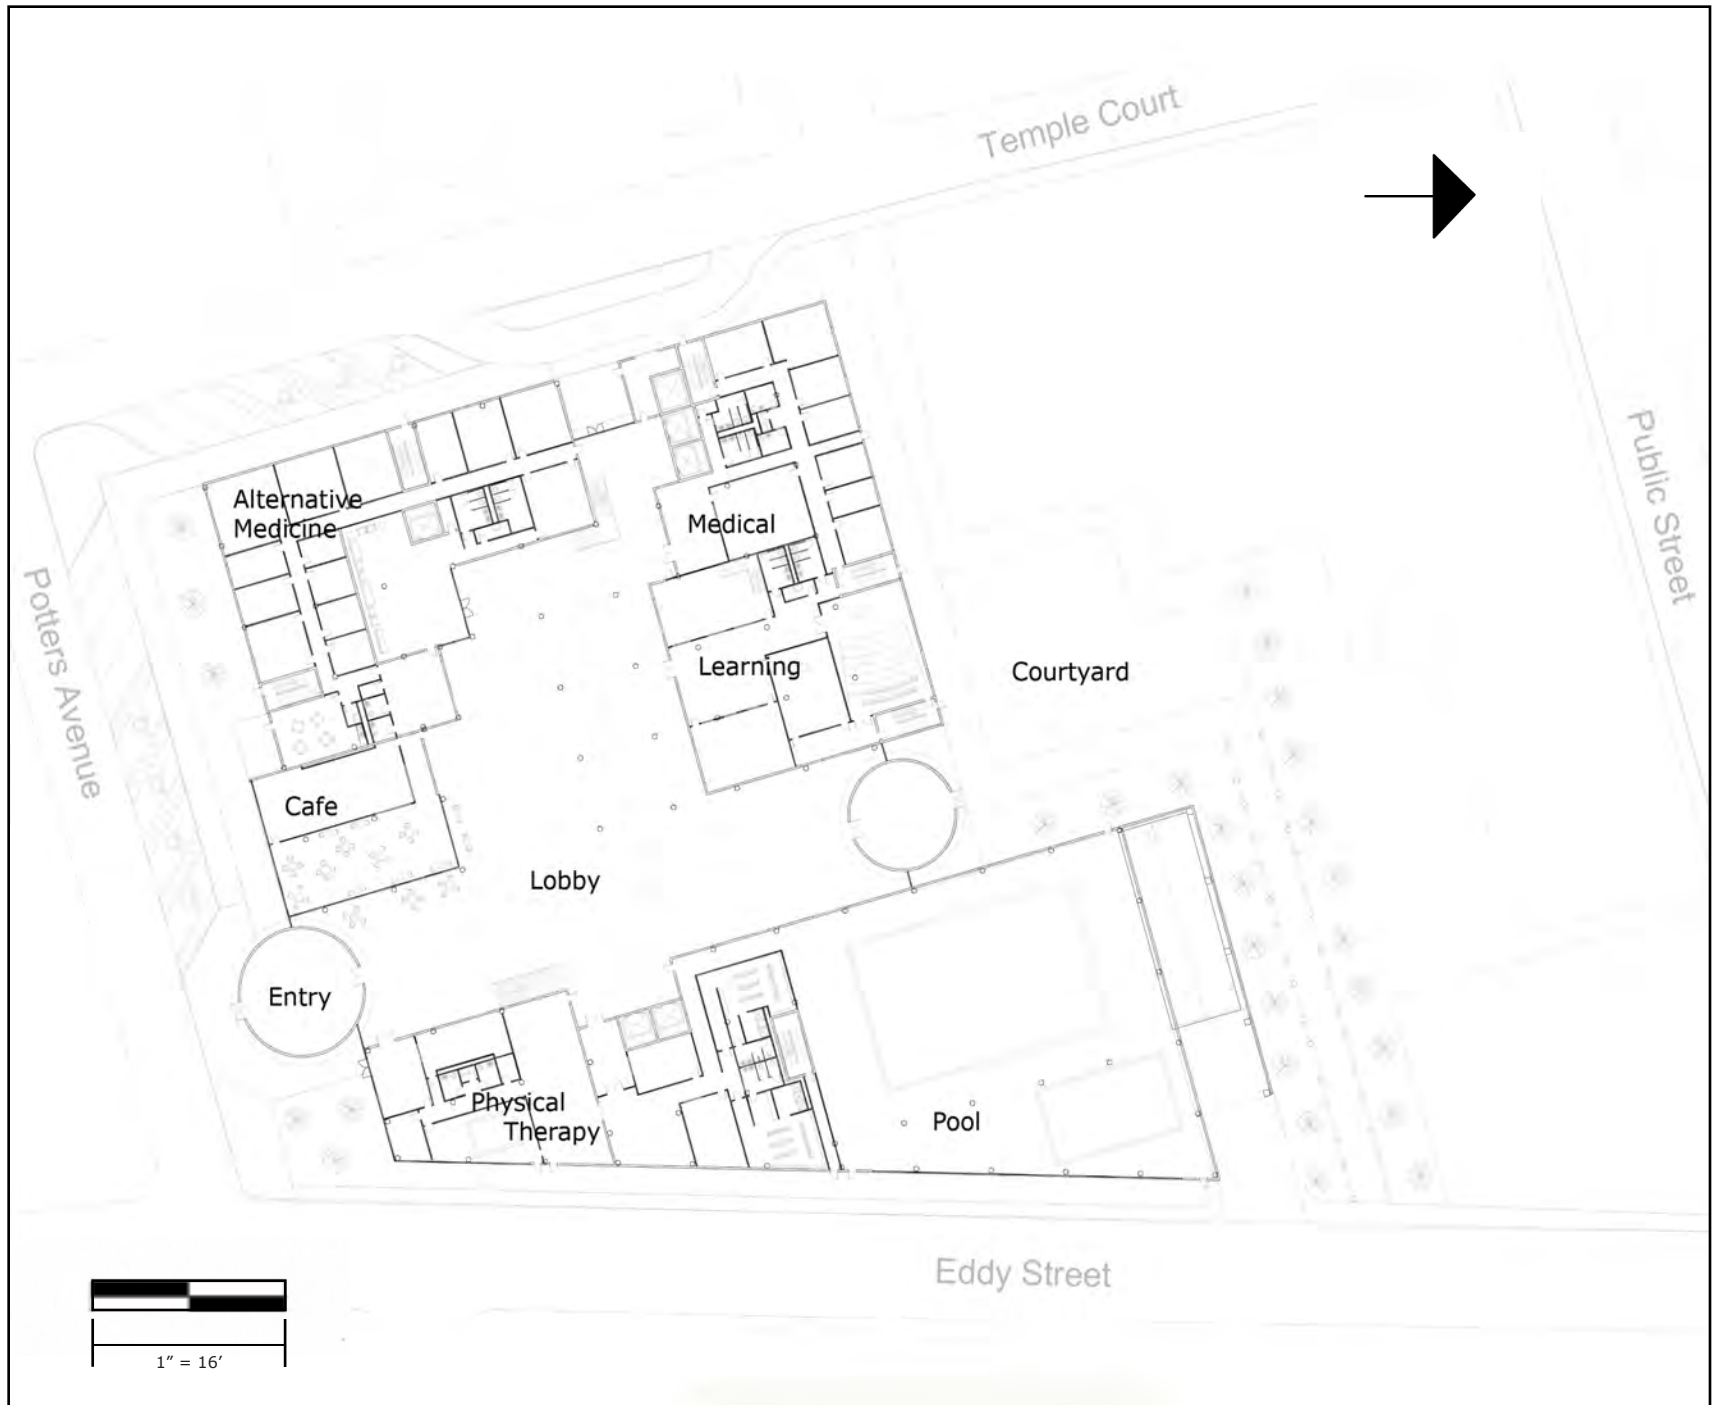 Temple Court
Public Street
Alternative
Medicine
Medical
Potters Avenue
Learning
Courtyard
Cafe
Lobby
Entry
Physical
Therapy
Pool
Eddy Street
1" = 16'